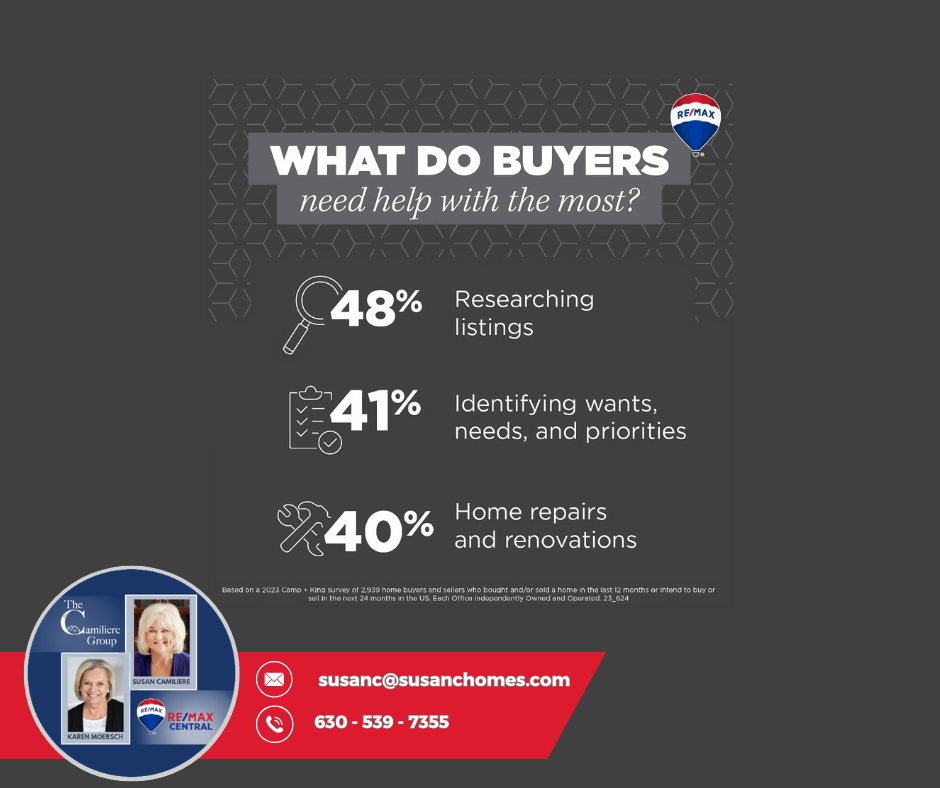 RE/MAX
WHAT DO BUYERS
need help with the most?
48%
Researching
listings
41%
Identifying wants,
needs, and priorities
40%
Home repairs
and renovations
Based on a 2023 Camp + King survey of 2,939 home buyers and sellers who bought and/or sold a home in the last 12 months or intend to buy or
sell in the next 24 months in the US. Each Office Independently Owned and Operated. 23_624
The
Camiliere
Group
SUSAN CAMILIERE
KAREN MOERSCH
RE/MAX
RE/MAX
CENTRAL
susanc@susanchomes.com
630 - 539 - 7355